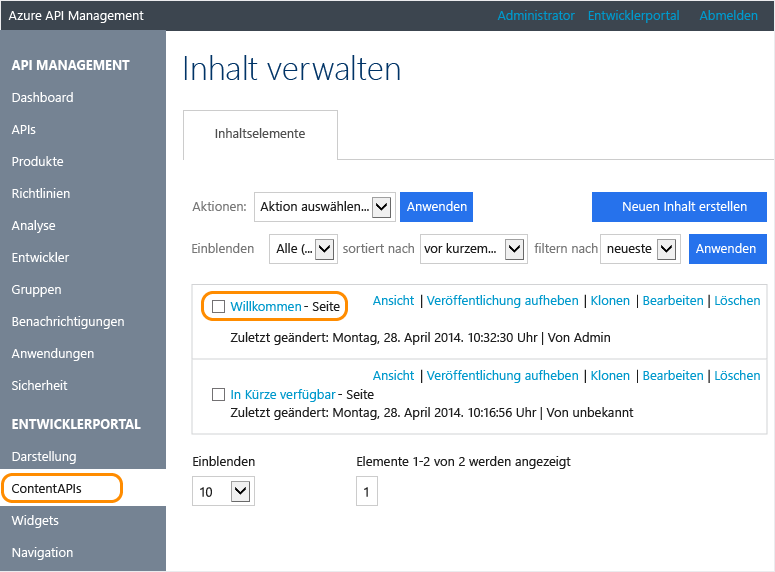 Azure API Management
Administrator Entwicklerportal Abmelden
API MANAGEMENT
Dashboard
APIs
Produkte
Richtlinien
Analyse
Entwickler
Gruppen
Benachrichtigungen
Anwendungen
Sicherheit
ENTWICKLERPORTAL
Darstellung
ContentAPIs
Widgets
Navigation
Inhalt verwalten
Inhaltselemente
Aktionen: Aktion auswählen... Anwenden Neuen Inhalt erstellen
Einblenden Alle (... sortiert nach vor kurzem... filtern nach neueste Anwenden
Willkommen - Seite Ansicht | Veröffentlichung aufheben | Klonen | Bearbeiten | Löschen
Zuletzt geändert: Montag, 28. April 2014. 10:32:30 Uhr | Von Admin
Ansicht | Veröffentlichung aufheben | Klonen | Bearbeiten | Löschen
In Kürze verfügbar - Seite
Zuletzt geändert: Montag, 28. April 2014. 10:16:56 Uhr | Von unbekannt
Einblenden Elemente 1-2 von 2 werden angezeigt
10 1